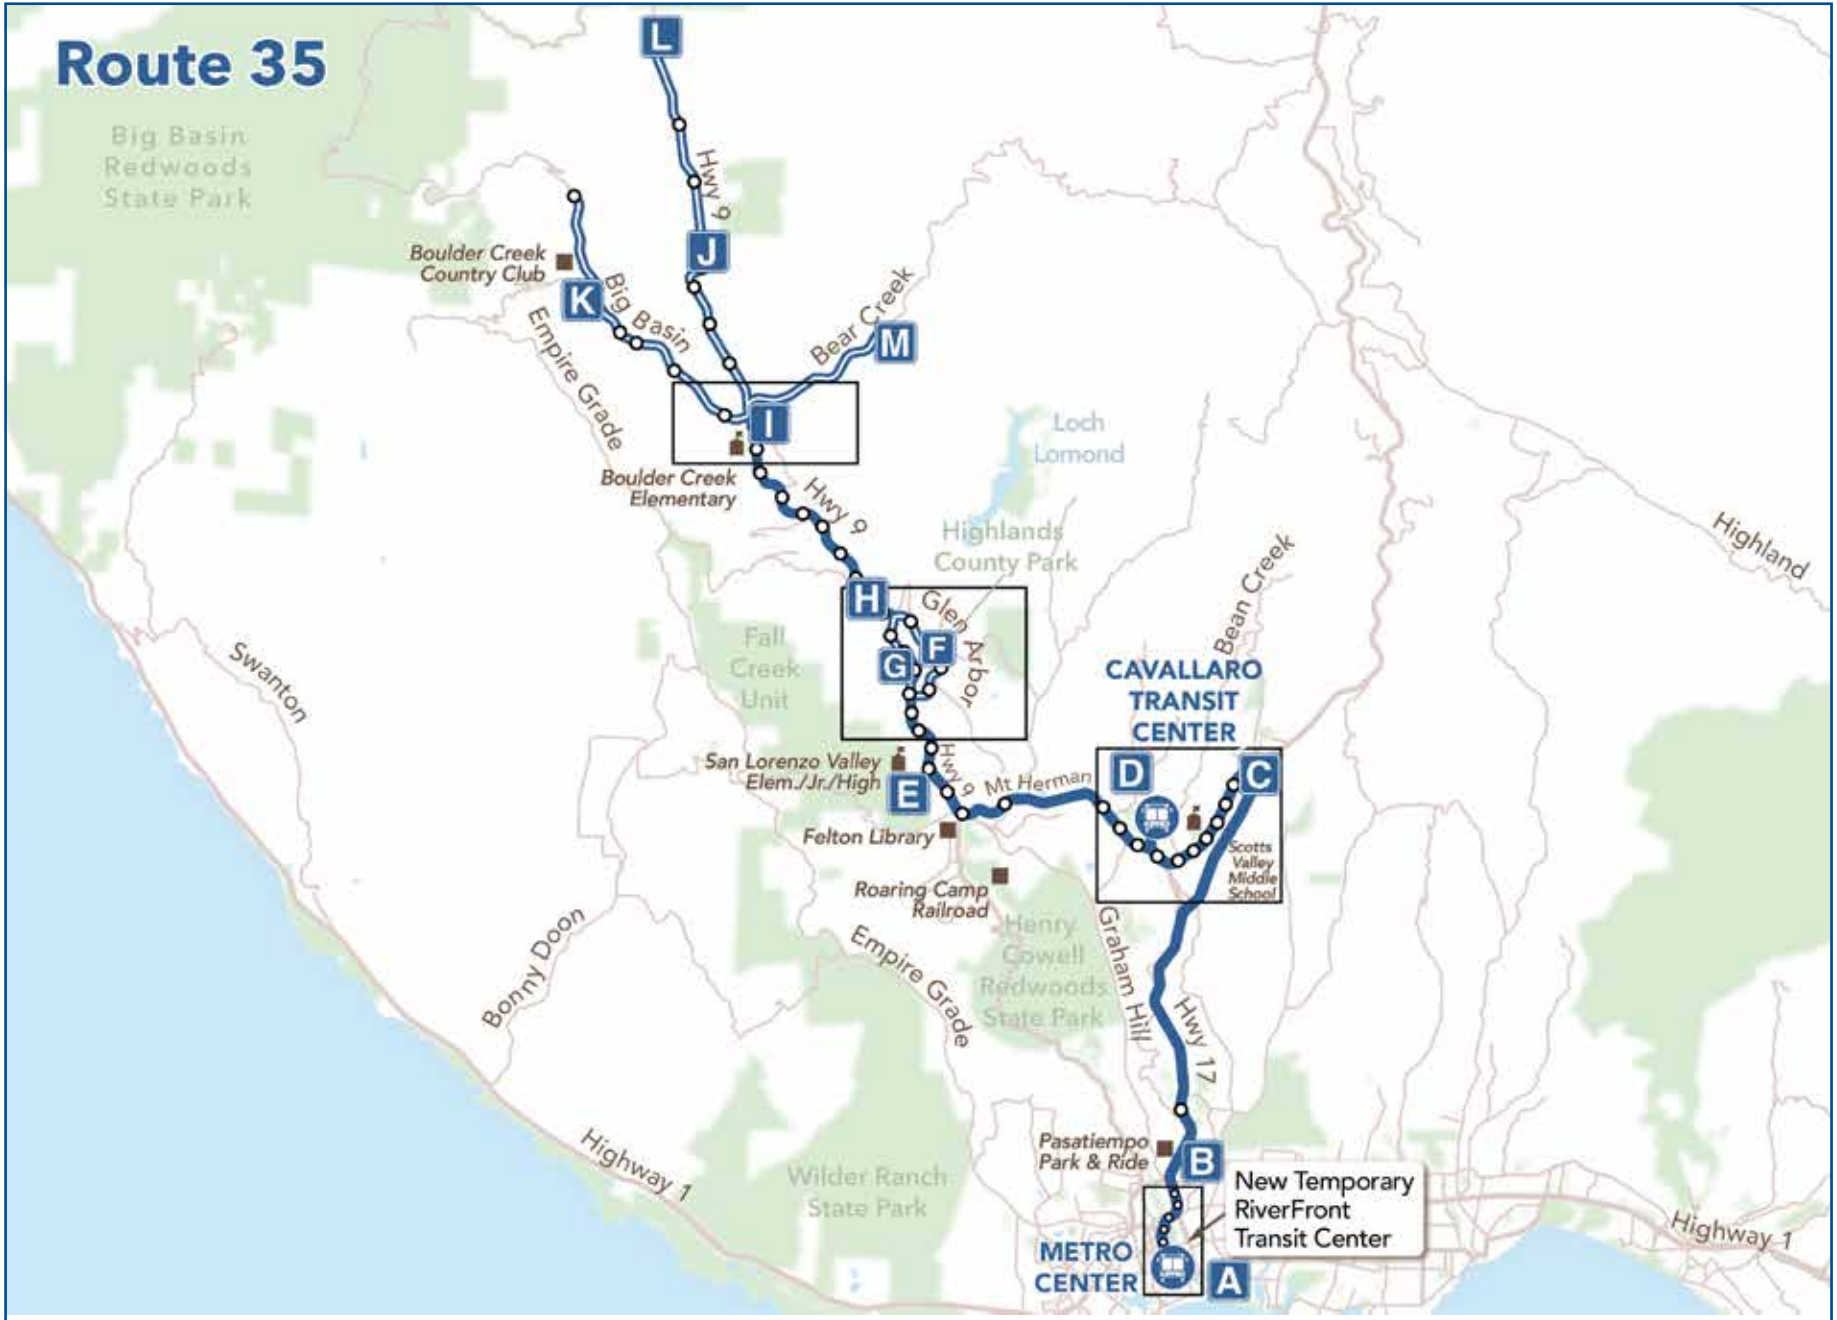 Route 35
Big Basin
Redwoods
State Park
L
Hwy 9
J
Boulder Creek
Country Club
K
Big Basin
Empire Grade
Bear Creek
M
I
Boulder Creek
Elementary
Hwy 9
Loch
Lomond
Highlands
County Park
Highland
Bean Creek
H
Glen Arbor
F
G
Fall
Creek
Unit
Swanton
CAVALLARO
TRANSIT
CENTER
D
C
San Lorenzo Valley
Elem./Jr./High
E
Hwy 9
Mt Herman
Felton Library
Scotts
Valley
Middle
School
Roaring Camp
Railroad
Henry
Cowell
Redwoods
State Park
Graham Hill
Empire Grade
Bonny Doon
Hwy 17
Pasatiempo
Park & Ride
B
Highway 1
Wilder Ranch
State Park
New Temporary
RiverFront
Transit Center
Highway 1
METRO
CENTER
A